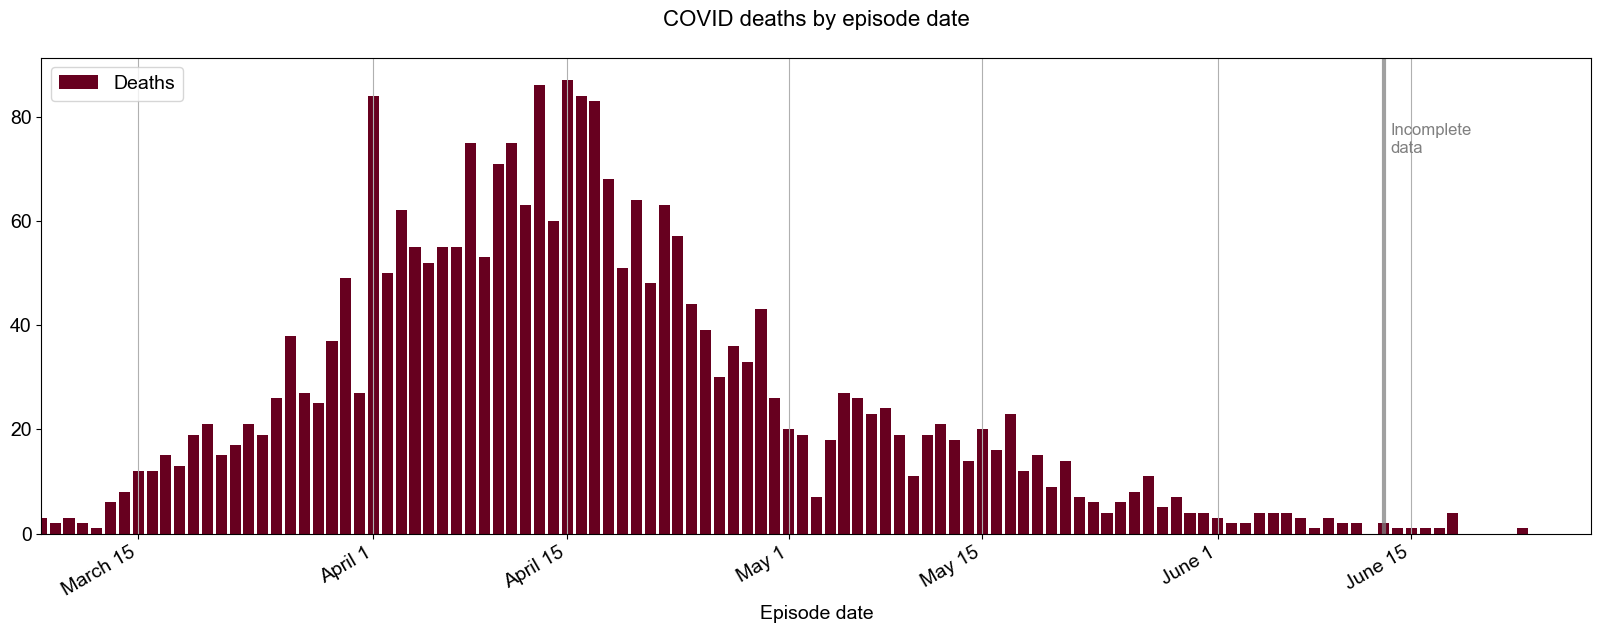 COVID deaths by episode date
Deaths
80
60
40
20
0
Incomplete
data
March 15
April 1
April 15
May 1
May 15
June 1
June 15
Episode date